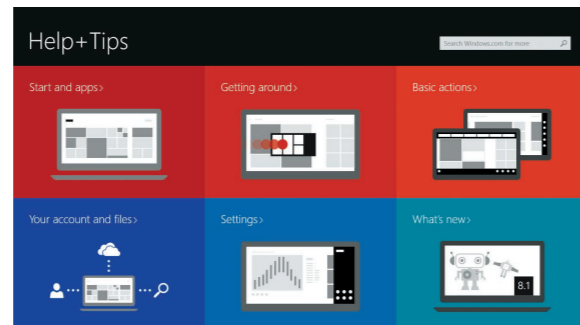 Help+Tips
Search Windows.com for more
Start and apps>
Getting around>
Basic actions>
Your account and files>
Settings>
What's new>
8.1